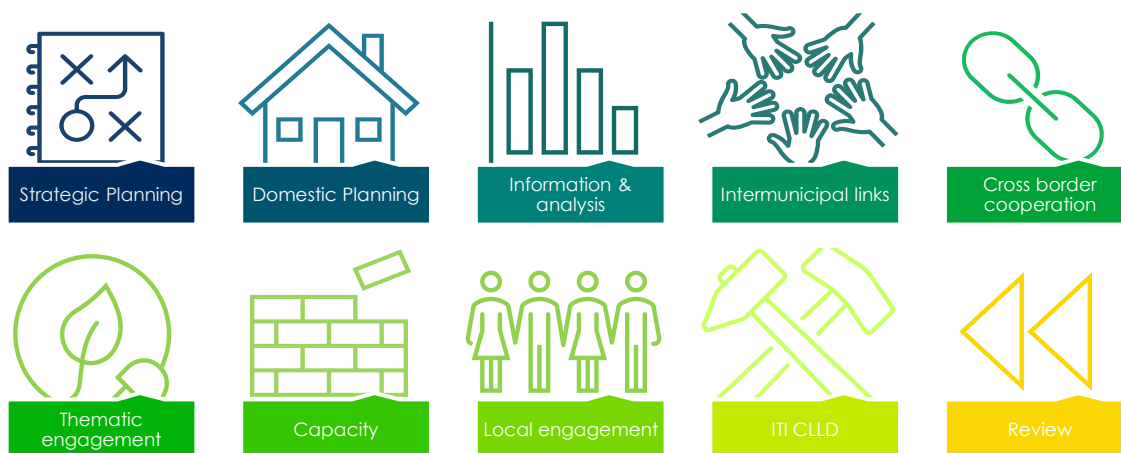 Strategic Planning
Domestic Planning
Information &
analysis
Intermunicipal links
Cross border
cooperation
Thematic
engagement
Capacity
Local engagement
ITI CLLD
Review